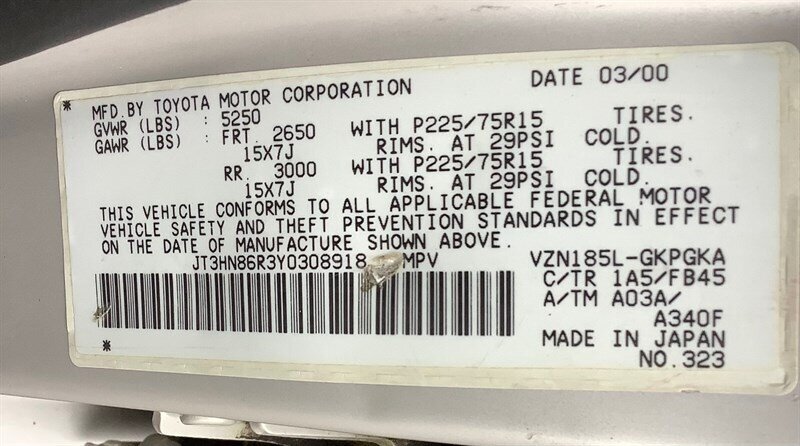 * MFD. BY TOYOTA MOTOR CORPORATION DATE 03/00
GVWR (LBS) : 5250
GAWR (LBS) : FRT. 2650 WITH P225/75R15 TIRES.
15X7J RIMS. AT 29PSI COLD.
RR. 3000 WITH P225/75R15 TIRES.
15X7J RIMS. AT 29PSI COLD.
THIS VEHICLE CONFORMS TO ALL APPLICABLE FEDERAL MOTOR
VEHICLE SAFETY AND THEFT PREVENTION STANDARDS IN EFFECT
ON THE DATE OF MANUFACTURE SHOWN ABOVE.
JT3HN86R3Y0308918 MPV VZN185L-GKPGKA
C/TR 1A5/FB45
A/TM A03A/
A340F
* MADE IN JAPAN
NO. 323